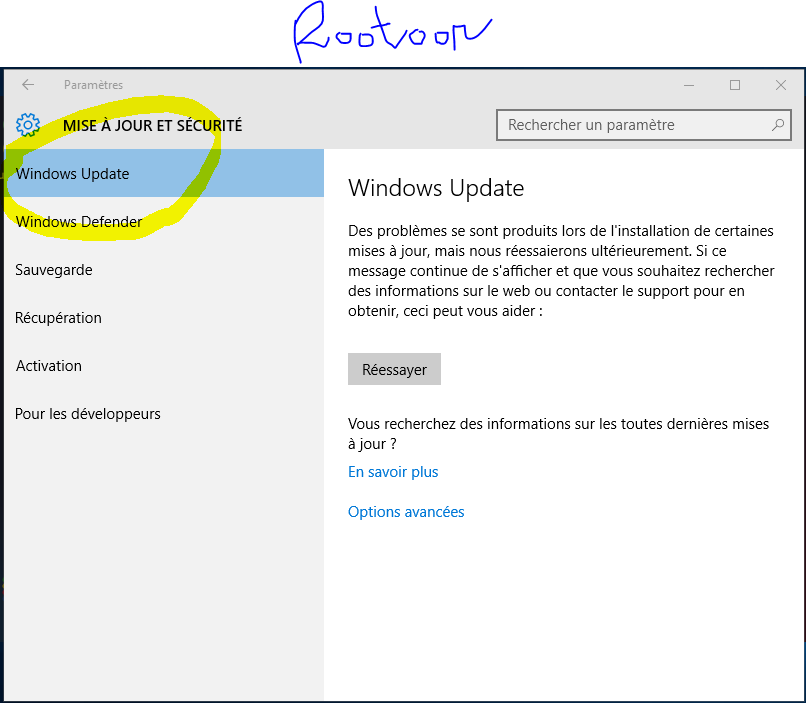 Rootvoor
Paramètres
MISE À JOUR ET SÉCURITÉ
Rechercher un paramètre
Windows Update
Windows Defender
Sauvegarde
Récupération
Activation
Pour les développeurs
Windows Update
Des problèmes se sont produits lors de l'installation de certaines
mises à jour, mais nous réessaierons ultérieurement. Si ce
message continue de s'afficher et que vous souhaitez rechercher
des informations sur le web ou contacter le support pour en
obtenir, ceci peut vous aider :
Réessayer
Vous recherchez des informations sur les toutes dernières mises
à jour ?
En savoir plus
Options avancées